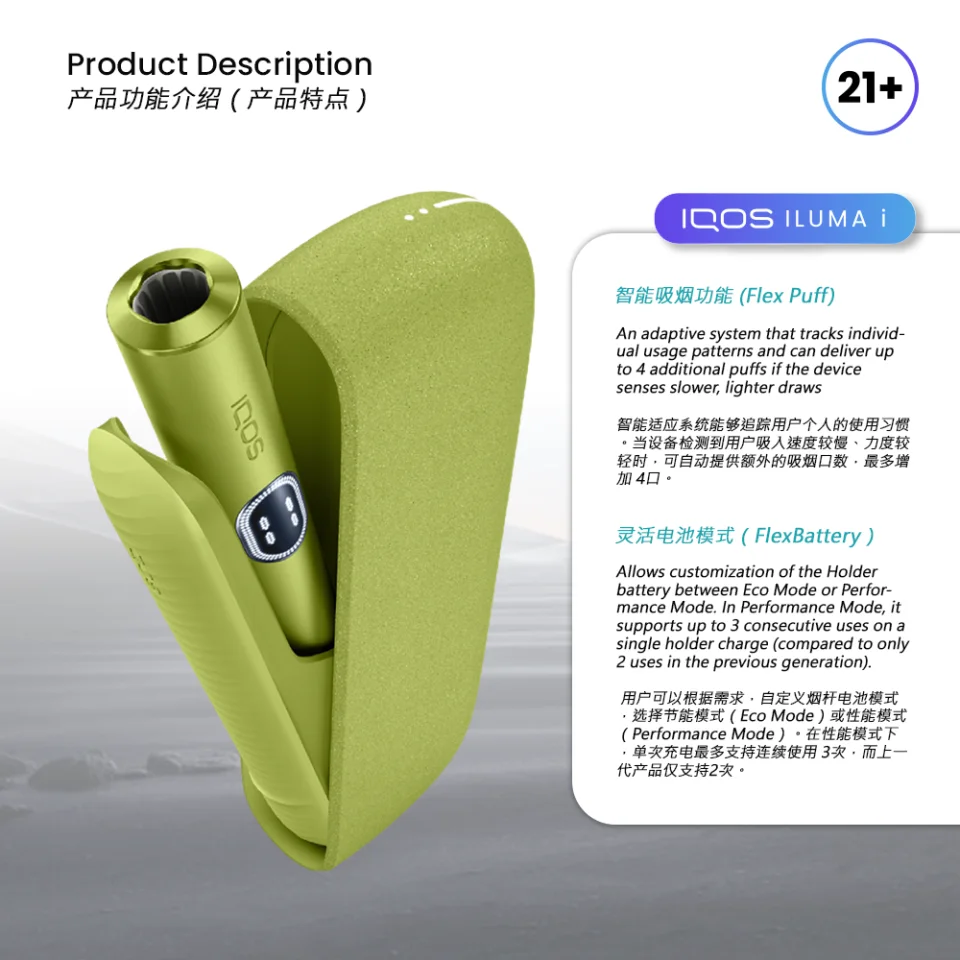 Product Description
产品功能介绍（产品特点）
21+
IQOS ILUMA i
IQOS
智能吸烟功能 (Flex Puff)
An adaptive system that tracks individ-
ual usage patterns and can deliver up
to 4 additional puffs if the device
senses slower, lighter draws
智能适应系统能够追踪用户个人的使用习惯
。当设备检测到用户吸入速度较慢、力度较
轻时，可自动提供额外的吸烟口数，最多增
加 4口。
灵活电池模式（FlexBattery）
Allows customization of the Holder
battery between Eco Mode or Perfor-
mance Mode. In Performance Mode, it
supports up to 3 consecutive uses on a
single holder charge (compared to only
2 uses in the previous generation).
用户可以根据需求，自定义烟杆电池模式
，选择节能模式（Eco Mode）或性能模式
（Performance Mode）。在性能模式下
，单次充电最多支持连续使用 3次，而上一
代产品仅支持2次。